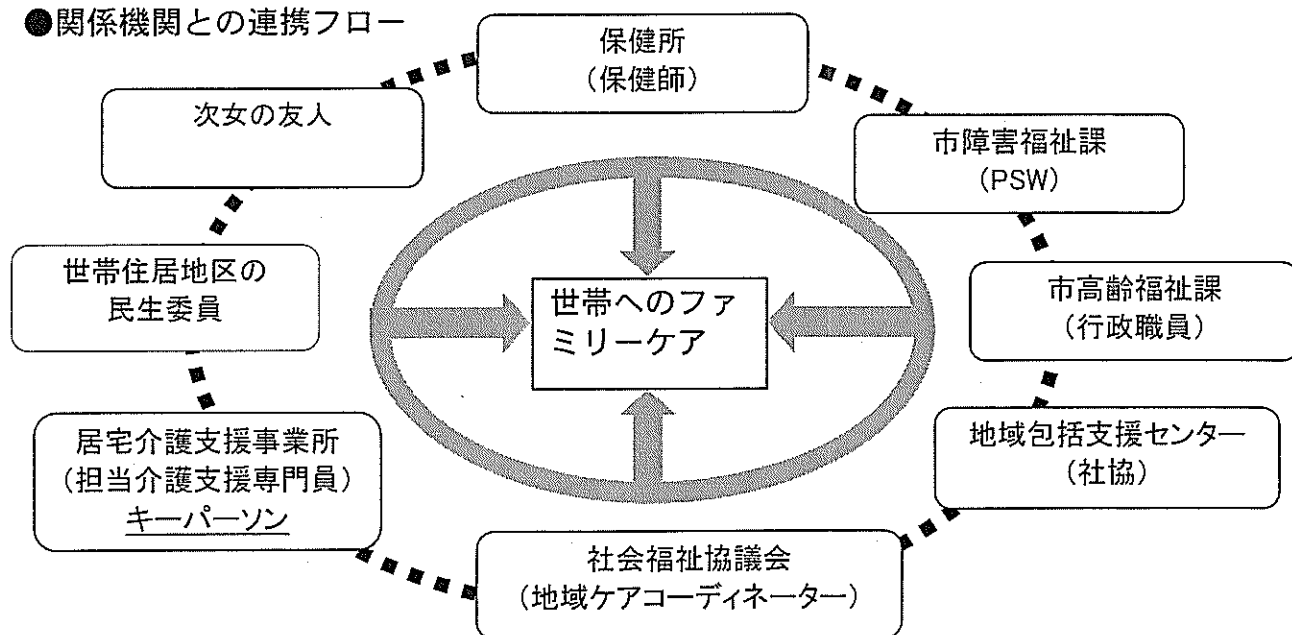 ●関係機関との連携フロー
保健所
(保健師)
次女の友人
市障害福祉課
(PSW)
世帯住居地区の
民生委員
世帯へのファ
ミリーケア
市高齢福祉課
(行政職員)
居宅介護支援事業所
(担当介護支援専門員)
キーパーソン
地域包括支援センター
(社協)
社会福祉協議会
(地域ケアコーディネーター)